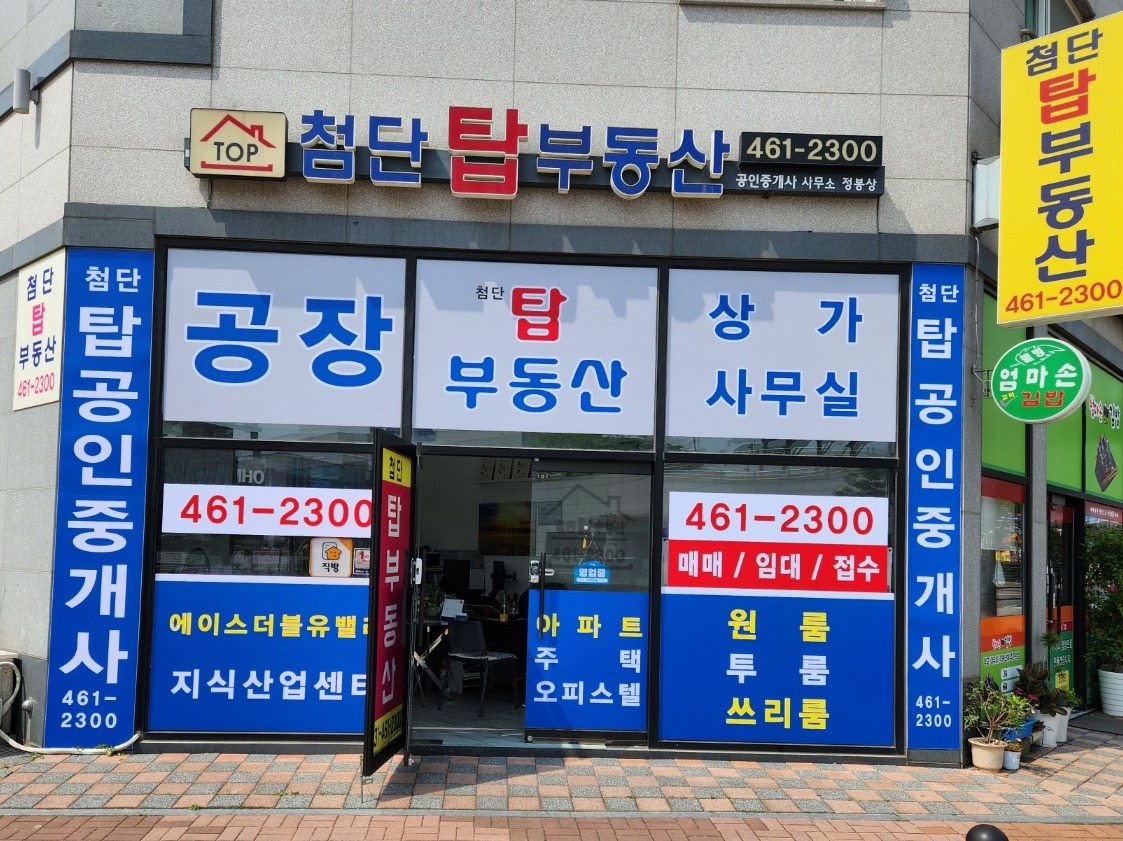 TOP
첨단 탑 부동산
461-2300
공인중개사 사무소 정봉상
첨단
탑
부동산
461-2300
첨단
탑
부동산
461-2300
첨단
탑공인중개사
461-
2300
공장
첨단 탑
부동산
상 가
사무실
첨단
탑공인중개사
461-
2300
엄마손
김밥
461-2300
직방
첨단
탑부동산
영업중
461-2300
매매 / 임대 / 접수
에이스더블유밸
지식산업센터
아 파 트
주 택
오피스텔
원 룸
투 룸
쓰리룸